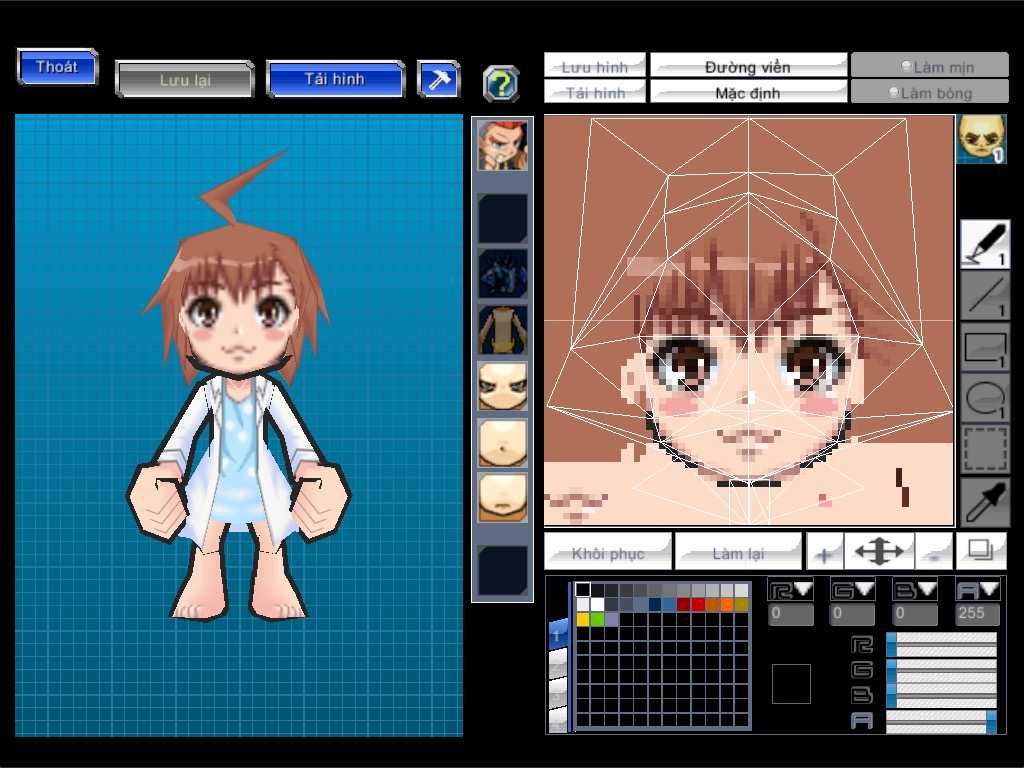 Thoát
Lưu lại
Tải hình
?
Lưu hình
Đường viền
Làm mịn
Tải hình
Mặc định
Làm bóng
1
1
1
1
1
Khôi phục
Làm lại
+
-
R
G
B
A
0
0
0
255
1
R
G
B
A